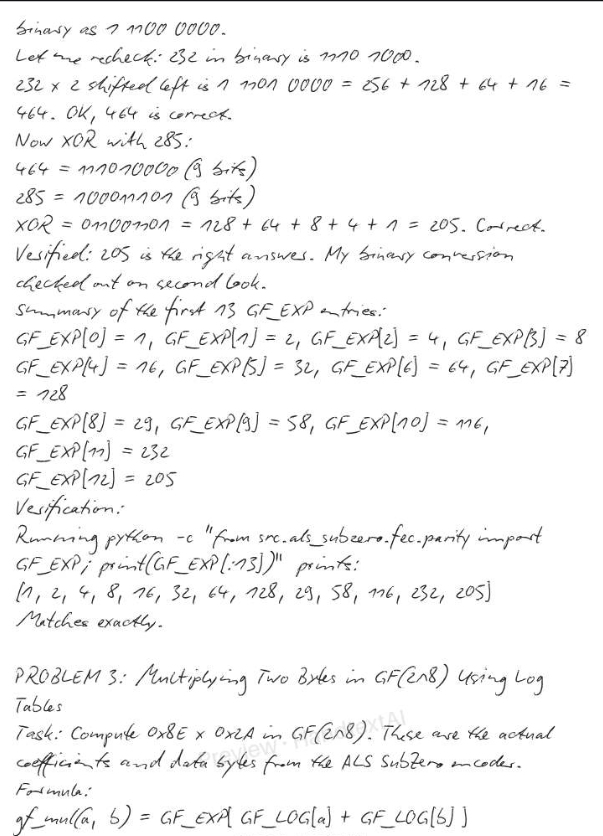 binary as 1 1100 0000.
Let me recheck: 232 in binary is 1110 1000.
232 x 2 shifted left is 1 1101 0000 = 256 + 128 + 64 + 16 =
464. OK, 464 is correct.
Now XOR with 285:
464 = 111010000 (9 bits)
285 = 100011101 (9 bits)
XOR = 011001101 = 128 + 64 + 8 + 4 + 1 = 205. Correct.
Verified: 205 is the right answer. My binary conversion
checked out on second look.
Summary of the first 13 GF_EXP entries:
GF_EXP[0] = 1, GF_EXP[1] = 2, GF_EXP[2] = 4, GF_EXP[3] = 8
GF_EXP[4] = 16, GF_EXP[5] = 32, GF_EXP[6] = 64, GF_EXP[7]
= 128
GF_EXP[8] = 29, GF_EXP[9] = 58, GF_EXP[10] = 116,
GF_EXP[11] = 232
GF_EXP[12] = 205
Verification:
Running python -c "from src.als_subzero.fec.parity import
GF_EXP; print(GF_EXP[:13])" prints:
[1, 2, 4, 8, 16, 32, 64, 128, 29, 58, 116, 232, 205]
Matches exactly.
PROBLEM 3: Multiplying Two Bytes in GF(2^8) Using Log
Tables
Task: Compute 0x8E x 0x2A in GF(2^8). These are the actual
coefficients and data bytes from the ALS SubZero encoder.
Formula:
gf_mul(a, b) = GF_EXP[ GF_LOG[a] + GF_LOG[b] ]